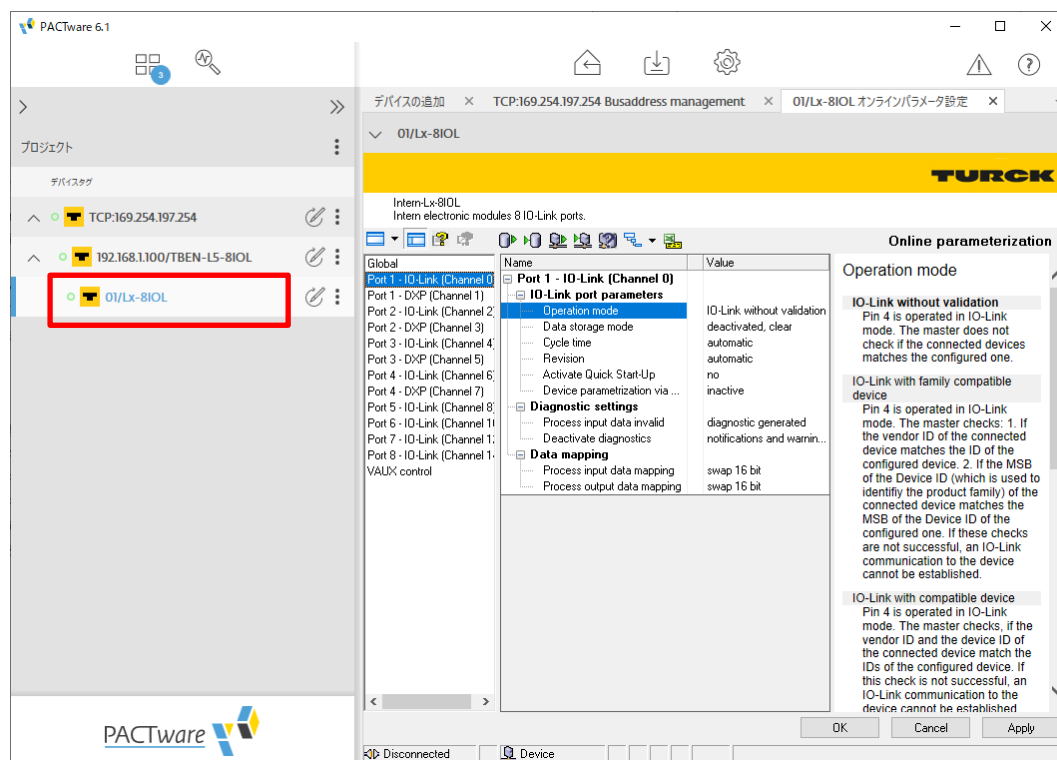 PACTware 6.1
3
デバイスの追加
TCP:169.254.197.254 Busaddress management
01/Lx-8IOL オンラインパラメータ設定
プロジェクト
デバイスタグ
TCP:169.254.197.254
192.168.1.100/TBEN-L5-8IOL
01/Lx-8IOL
PACTware
01/Lx-8IOL
TURCK
Intern-Lx-8IOL
Intern electronic modules 8 IO-Link ports.
Online parameterization
Global
Port 1 - IO-Link (Channel 0)
Port 1 - DXP (Channel 1)
Port 2 - IO-Link (Channel 2)
Port 2 - DXP (Channel 3)
Port 3 - IO-Link (Channel 4)
Port 3 - DXP (Channel 5)
Port 4 - IO-Link (Channel 6)
Port 4 - DXP (Channel 7)
Port 5 - IO-Link (Channel 8)
Port 6 - IO-Link (Channel 1
Port 7 - IO-Link (Channel 1
Port 8 - IO-Link (Channel 1
VAUX control
Name Value
Port 1 - IO-Link (Channel 0)
IO-Link port parameters
Operation mode IO-Link without validation
Data storage mode deactivated, clear
Cycle time automatic
Revision automatic
Activate Quick Start-Up no
Device parametrization via ... inactive
Diagnostic settings
Process input data invalid diagnostic generated
Deactivate diagnostics notifications and warnin...
Data mapping
Process input data mapping swap 16 bit
Process output data mapping swap 16 bit
Operation mode
IO-Link without validation
Pin 4 is operated in IO-Link
mode. The master does not
check if the connected devices
matches the configured one.
IO-Link with family compatible
device
Pin 4 is operated in IO-Link
mode. The master checks: 1. If
the vendor ID of the connected
device matches the ID of the
configured device. 2. If the MSB
of the Device ID (which is used to
identifiy the product family) of the
connected device matches the
MSB of the Device ID of the
configured one. If these checks
are not successful, an IO-Link
communication to the device
cannot be established.
IO-Link with compatible device
Pin 4 is operated in IO-Link
mode. The master checks, if the
vendor ID and the device ID of
the connected device match the
IDs of the configured device. If
this check is not successful, an
IO-Link communication to the
device cannot be established
OK Cancel Apply
Disconnected Device